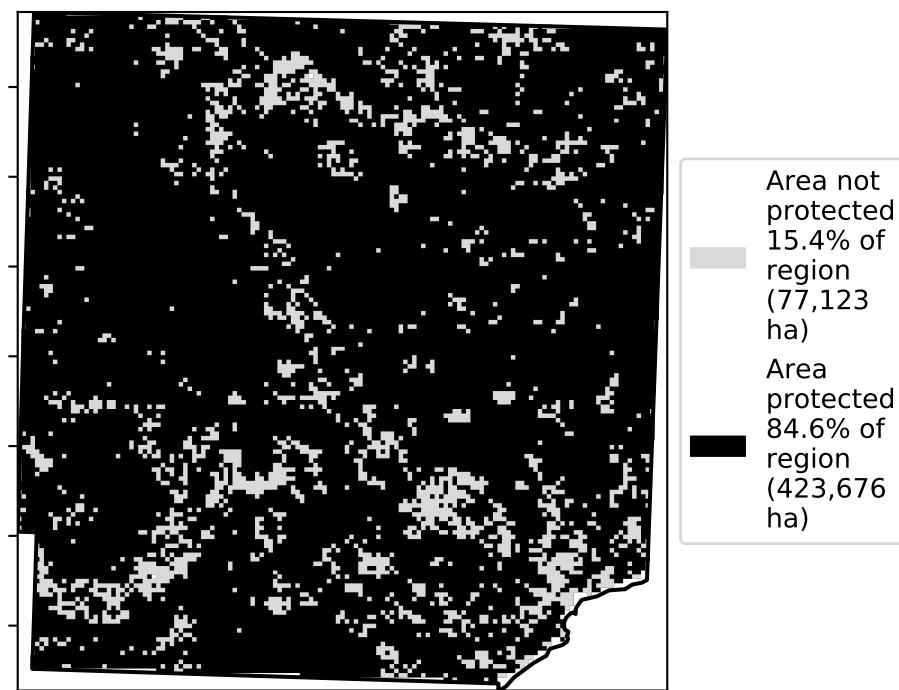 Area not
protected
15.4% of
region
(77,123
ha)
Area
protected
84.6% of
region
(423,676
ha)